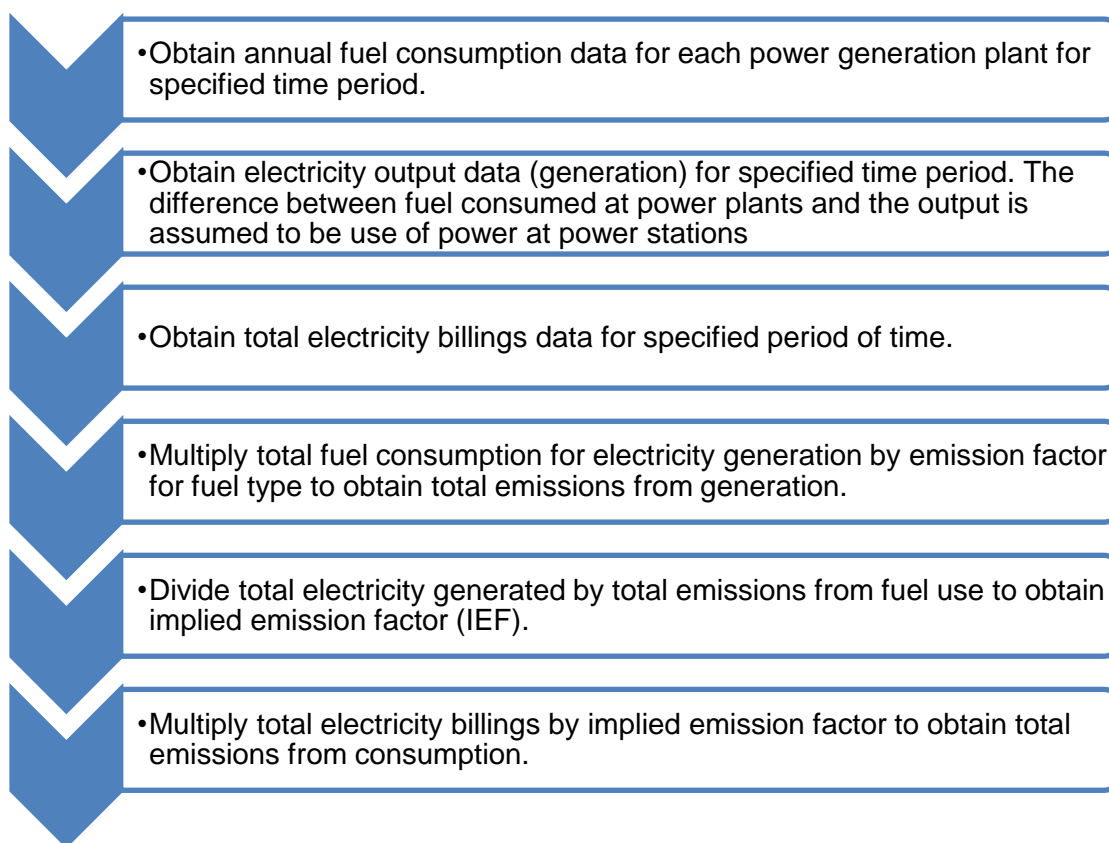 •Obtain annual fuel consumption data for each power generation plant for
specified time period.
•Obtain electricity output data (generation) for specified time period. The
difference between fuel consumed at power plants and the output is
assumed to be use of power at power stations
•Obtain total electricity billings data for specified period of time.
•Multiply total fuel consumption for electricity generation by emission factor
for fuel type to obtain total emissions from generation.
•Divide total electricity generated by total emissions from fuel use to obtain
implied emission factor (IEF).
•Multiply total electricity billings by implied emission factor to obtain total
emissions from consumption.